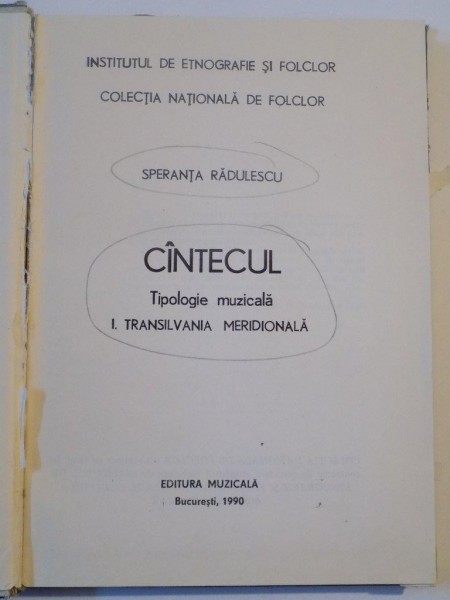 INSTITUTUL DE ETNOGRAFIE ȘI FOLCLOR
COLECȚIA NAȚIONALĂ DE FOLCLOR
SPERANȚA RĂDULESCU
CÎNTECUL
Tipologie muzicală
I. TRANSILVANIA MERIDIONALĂ
EDITURA MUZICALĂ
București, 1990